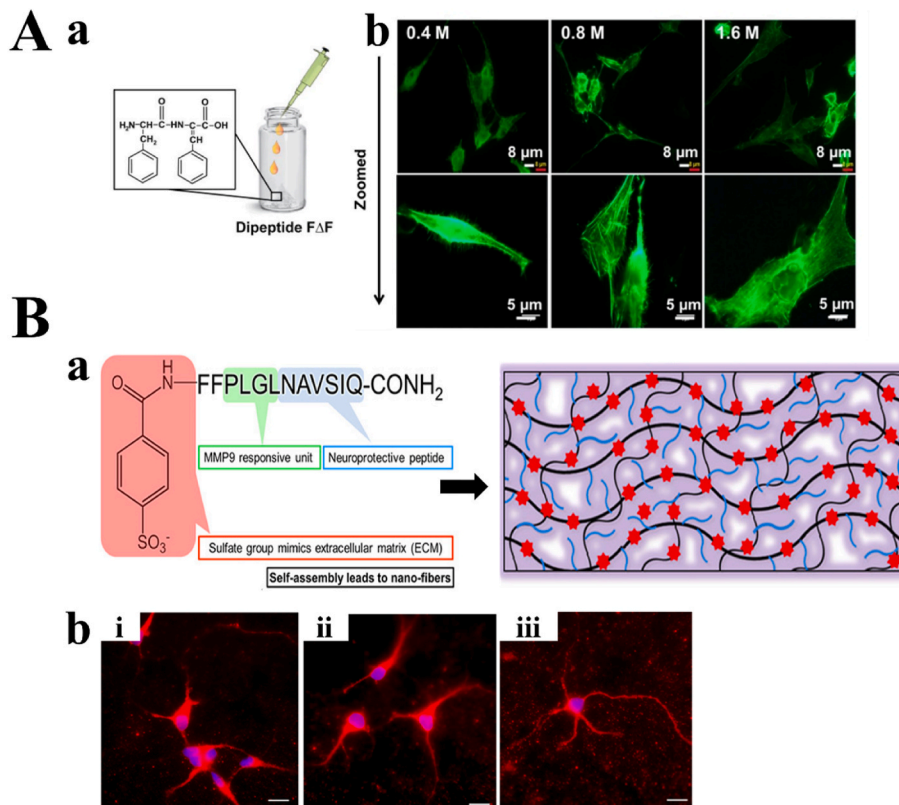 A a
b
0.4 M
0.8 M
1.6 M
8 μm
8 μm
8 μm
O O
H₂N-CH-C-HN-C-C-OH
CH₂ CH
Dipeptide FΔF
Zoomed
5 μm
5 μm
5 μm
B
a
H
O N FFPLGLNAVSIQ-CONH₂
MMP9 responsive unit
Neuroprotective peptide
SO₃⁻
Sulfate group mimics extracellular matrix (ECM)
Self-assembly leads to nano-fibers
b i ii iii